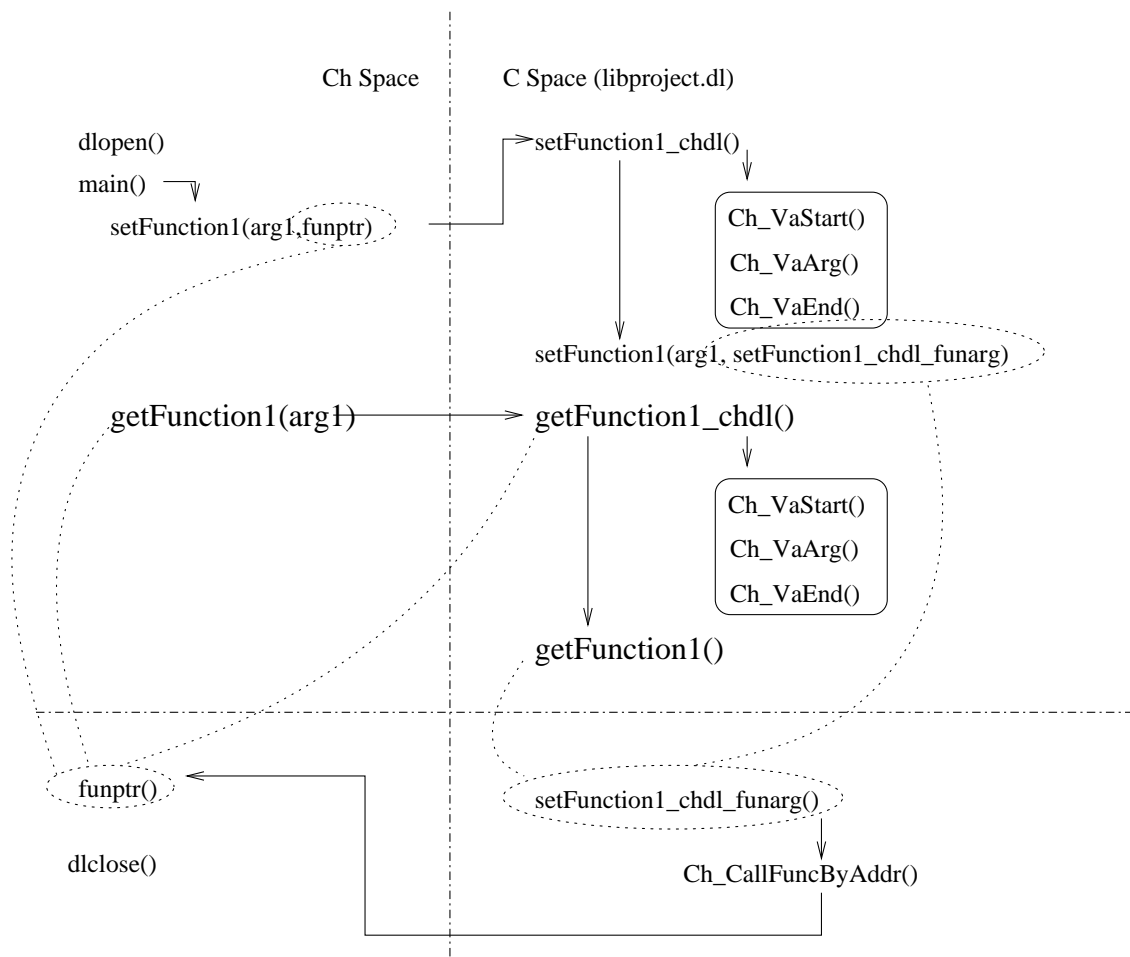 Ch Space
C Space (libproject.dl)
dlopen()
setFunction1_chdl()
main()
setFunction1(arg1,funptr)
Ch_VaStart()
Ch_VaArg()
Ch_VaEnd()
setFunction1(arg1, setFunction1_chdl_funarg)
getFunction1(arg1)
getFunction1_chdl()
Ch_VaStart()
Ch_VaArg()
Ch_VaEnd()
getFunction1()
funptr()
setFunction1_chdl_funarg()
dlclose()
Ch_CallFuncByAddr()